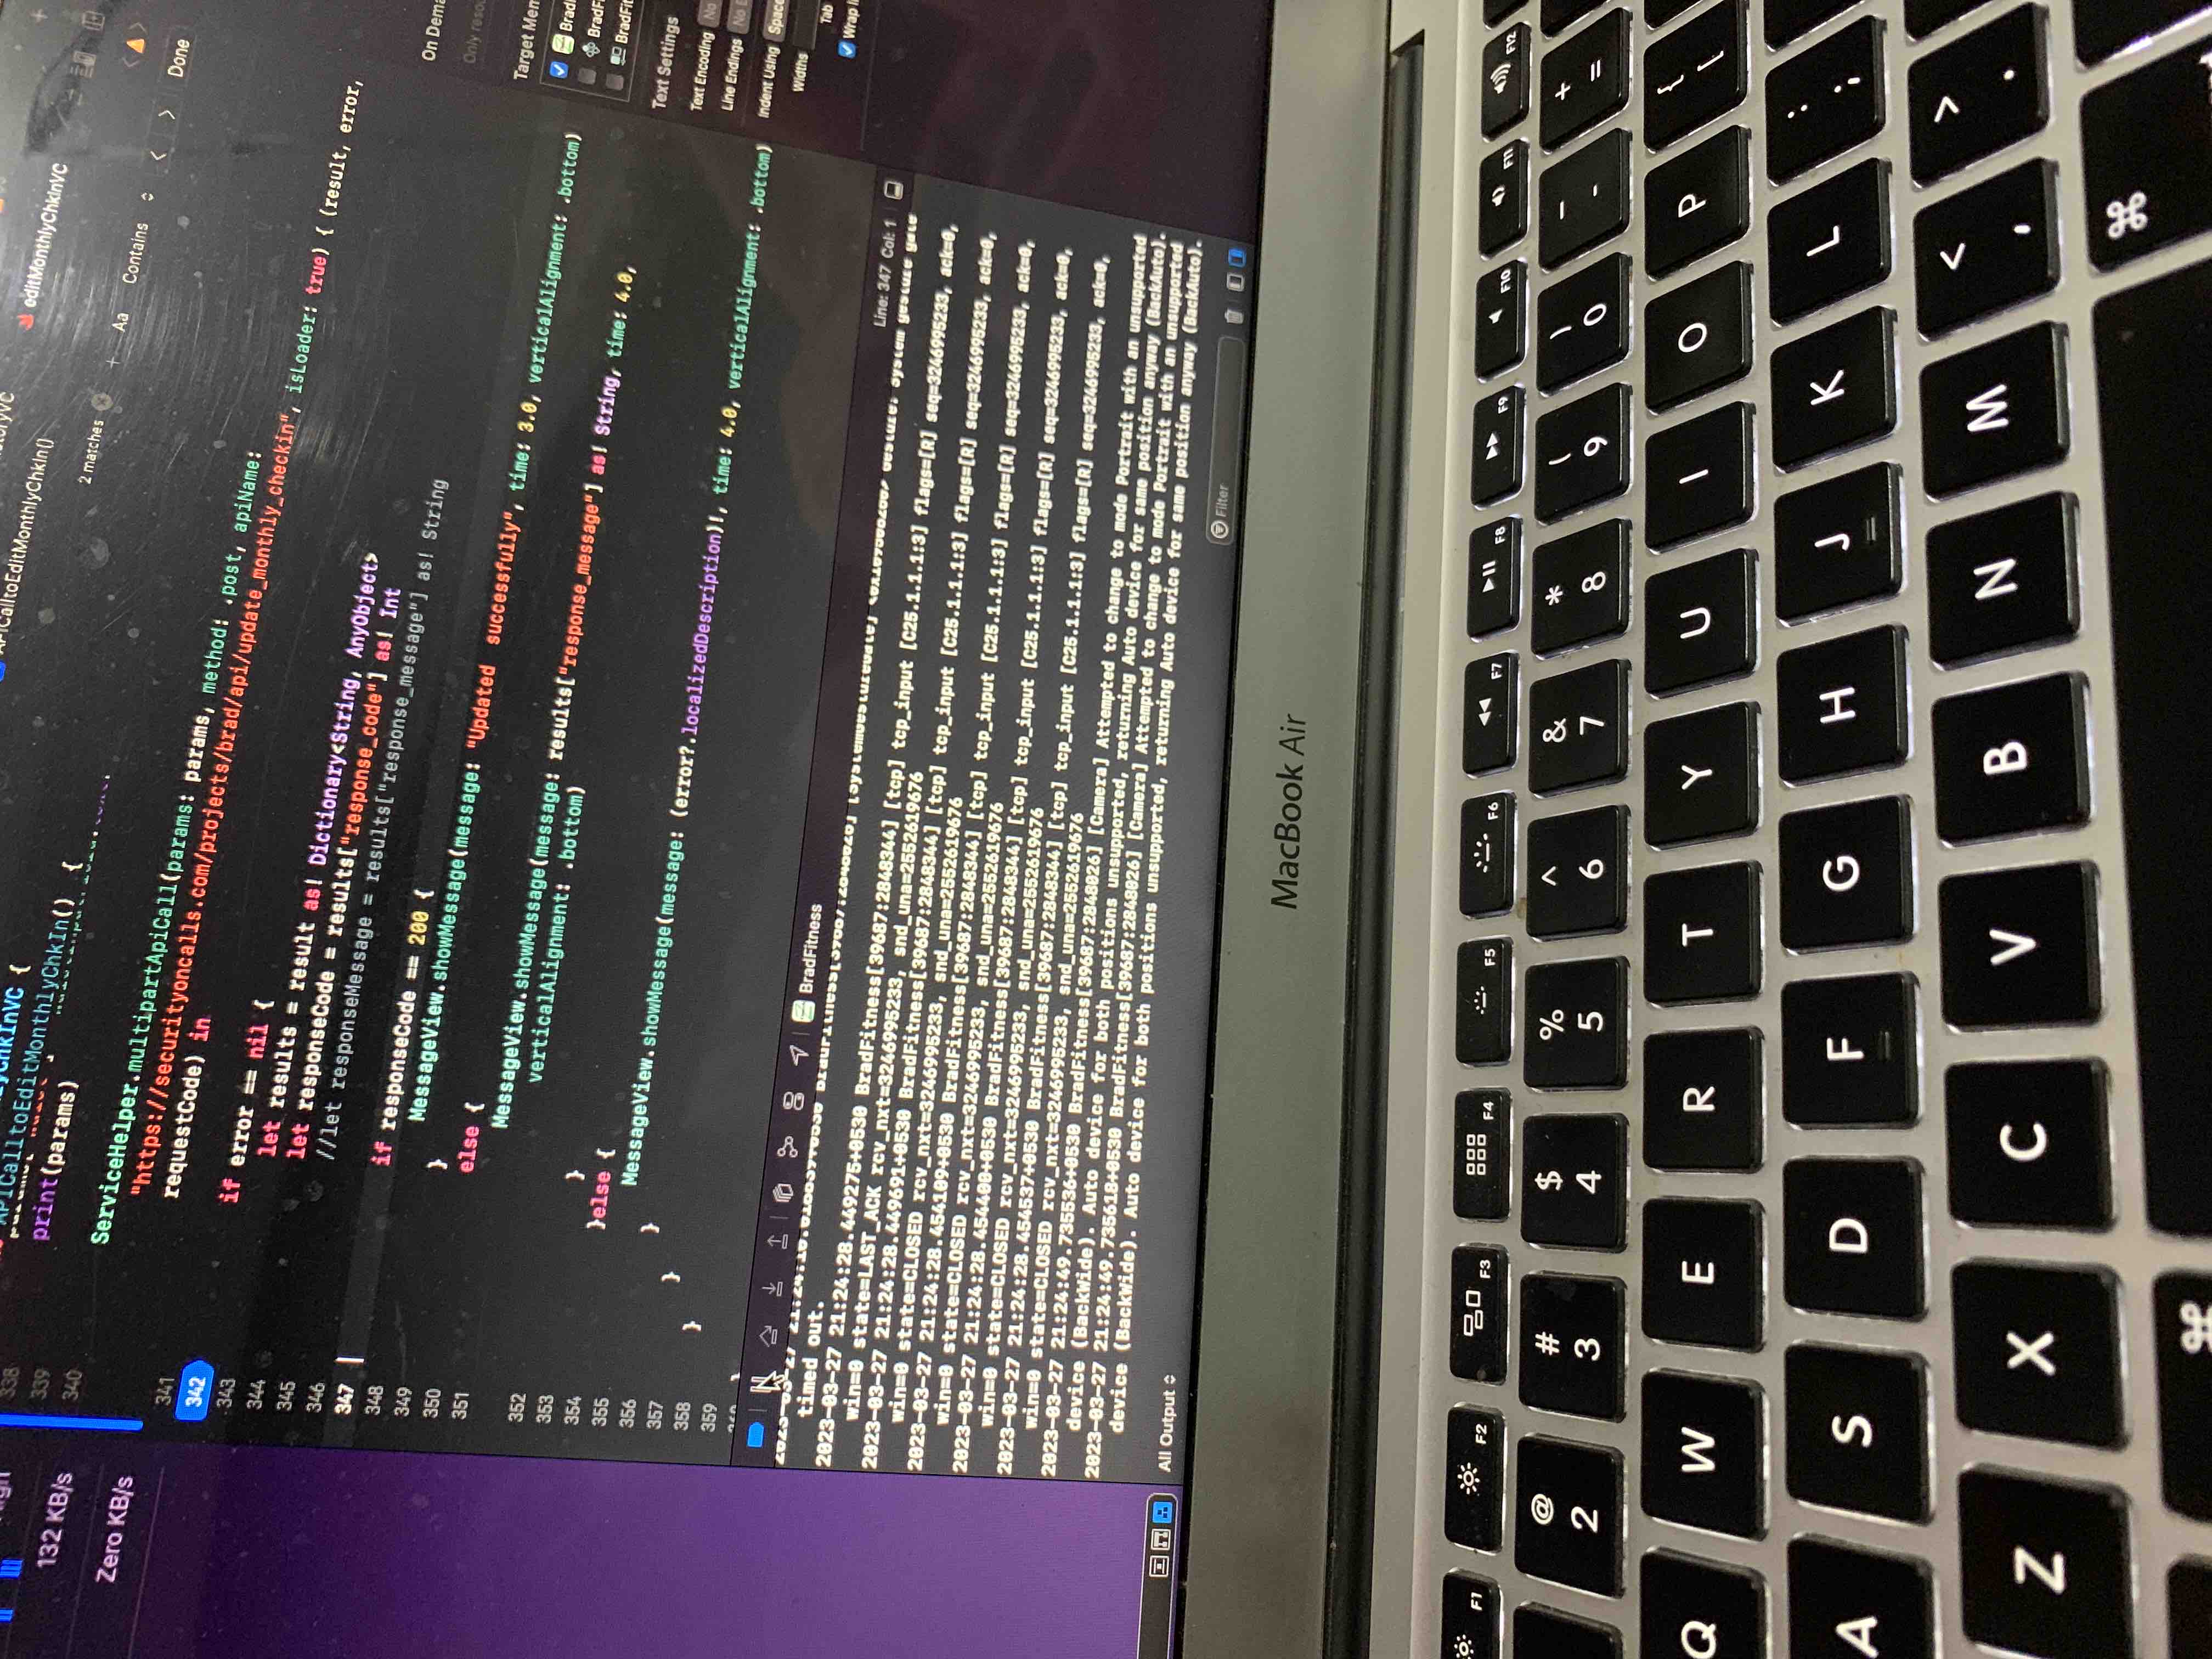 132 KB/s
Zero KB/s
editMonthlyChkInVC
APICalltoEditMonthlyChkIn()
2 matches
Aa
Contains
Done
338
339
340
341
342
343
344
345
346
347
348
349
350
351
352
353
354
355
356
357
358
359
APICalltoEditMonthlyChkIn() {
print(params)
ServiceHelper.multipartApiCall(params: params, method: .post, apiName:
"https://securityoncalls.com/projects/brad/api/update_monthly_checkin", isLoader: true) { (result, error,
requestCode) in
if error == nil {
let results = result as! Dictionary<String, AnyObject>
let responseCode = results["response_code"] as! Int
//let responseMessage = results["response_message"] as! String
if responseCode == 200 {
MessageView.showMessage(message: "Updated  successfully", time: 3.0, verticalAlignment: .bottom)
}
else {
MessageView.showMessage(message: results["response_message"] as! String, time: 4.0,
verticalAlignment: .bottom)
}
}else {
MessageView.showMessage(message: (error?.localizedDescription)!, time: 4.0, verticalAlignment: .bottom)
}
}
}
On Dema
Only resou
Target Mem
Brad
BradF
BradFit
Text Settings
Text Encoding No
Line Endings No
Indent Using Space
Widths
Tab
Wrap l
BradFitness
Line: 347 Col: 1
timed out.
2023-03-27 21:24:28.449275+0530 BradFitness[39687:2848344] [tcp] tcp_input [C25.1.1.1:3] flags=[R] seq=3246995233, ack=0,
win=0 state=LAST_ACK rcv_nxt=3246995233, snd_una=2552619676
2023-03-27 21:24:28.449691+0530 BradFitness[39687:2848344] [tcp] tcp_input [C25.1.1.1:3] flags=[R] seq=3246995233, ack=0,
win=0 state=CLOSED rcv_nxt=3246995233, snd_una=2552619676
2023-03-27 21:24:28.454109+0530 BradFitness[39687:2848344] [tcp] tcp_input [C25.1.1.1:3] flags=[R] seq=3246995233, ack=0,
win=0 state=CLOSED rcv_nxt=3246995233, snd_una=2552619676
2023-03-27 21:24:28.454400+0530 BradFitness[39687:2848344] [tcp] tcp_input [C25.1.1.1:3] flags=[R] seq=3246995233, ack=0,
win=0 state=CLOSED rcv_nxt=3246995233, snd_una=2552619676
2023-03-27 21:24:28.454537+0530 BradFitness[39687:2848344] [tcp] tcp_input [C25.1.1.1:3] flags=[R] seq=3246995233, ack=0,
win=0 state=CLOSED rcv_nxt=3246995233, snd_una=2552619676
2023-03-27 21:24:49.735536+0530 BradFitness[39687:2848026] [Camera] Attempted to change to mode Portrait with an unsupported
device (BackWide). Auto device for both positions unsupported, returning Auto device for same position anyway (BackAuto).
2023-03-27 21:24:49.735618+0530 BradFitness[39687:2848026] [Camera] Attempted to change to mode Portrait with an unsupported
device (BackWide). Auto device for both positions unsupported, returning Auto device for same position anyway (BackAuto).
All Output
Filter
MacBook Air
F1 F2 F3 F4 F5 F6 F7 F8 F9 F10 F11 F12
@ # $ % ^ & * ( ) _ +
2 3 4 5 6 7 8 9 0 - =
Q W E R T Y U I O P { [
A S D F G H J K L : ;
Z X C V B N M < , > .
⌘ ⌘